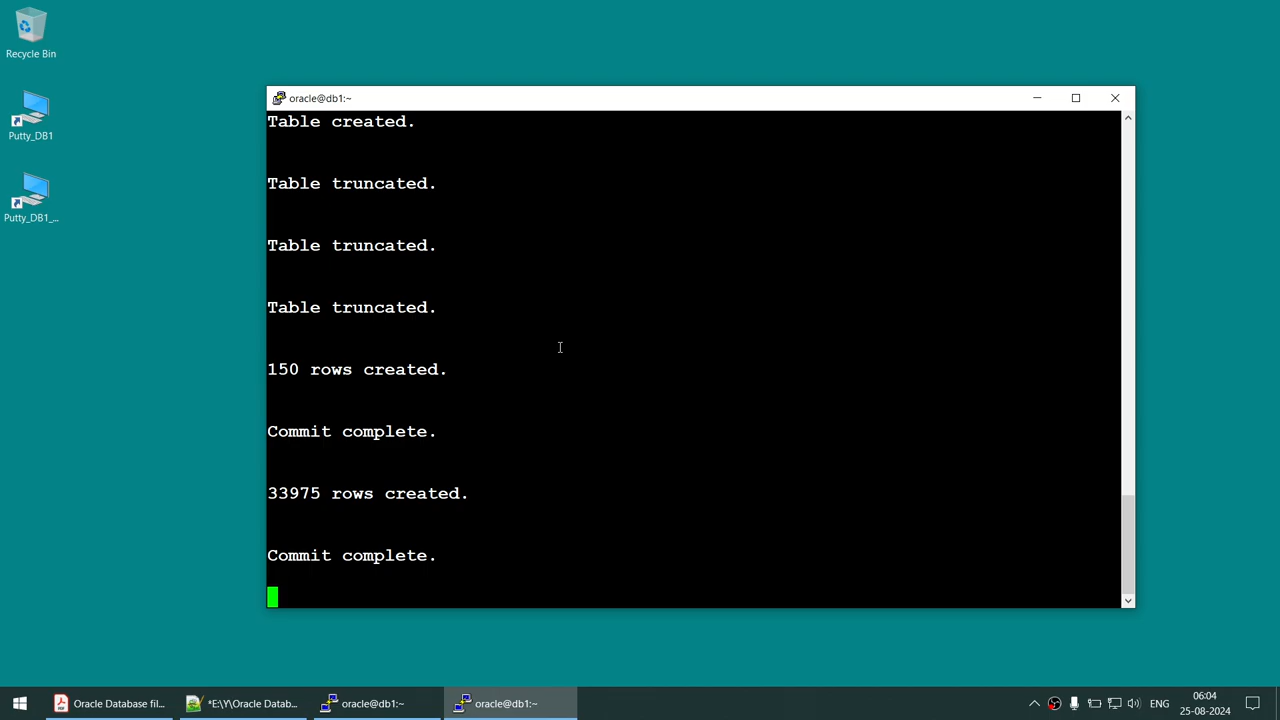 Recycle Bin
Putty_DB1
Putty_DB1_...
oracle@db1:~
Table created.
Table truncated.
Table truncated.
Table truncated.
150 rows created.
Commit complete.
33975 rows created.
Commit complete.
Oracle Database fil...
*E:\Y\Oracle Datab...
oracle@db1:~
oracle@db1:~
ENG
06:04
25-08-2024